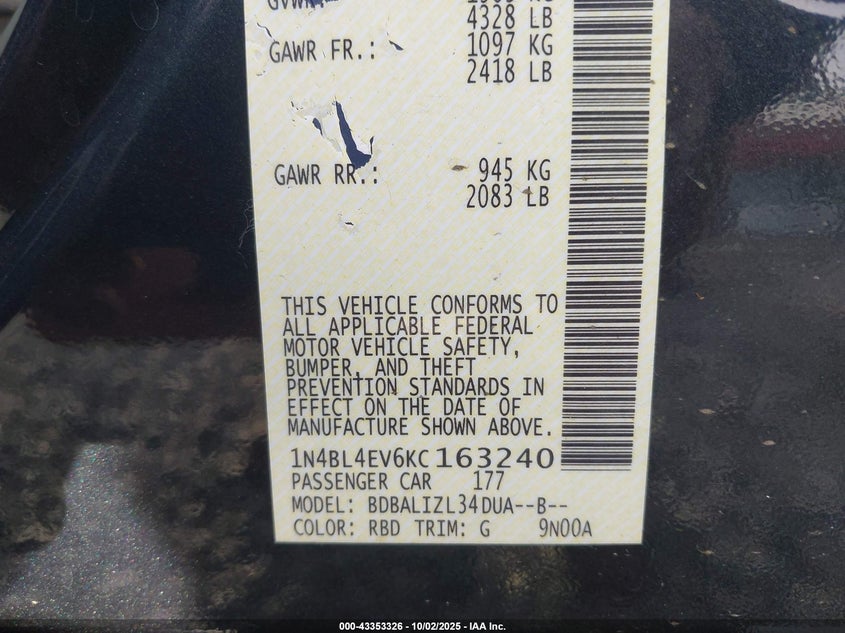 4328 LB
GAWR FR.: 1097 KG
2418 LB
GAWR RR.: 945 KG
2083 LB
THIS VEHICLE CONFORMS TO
ALL APPLICABLE FEDERAL
MOTOR VEHICLE SAFETY,
BUMPER, AND THEFT
PREVENTION STANDARDS IN
EFFECT ON THE DATE OF
MANUFACTURE SHOWN ABOVE.
1N4BL4EV6KC163240
PASSENGER CAR 177
MODEL: BDBALIZL34DUA--B--
COLOR: RBD TRIM: G 9N00A
000-43353326 - 10/02/2025 - IAA Inc.